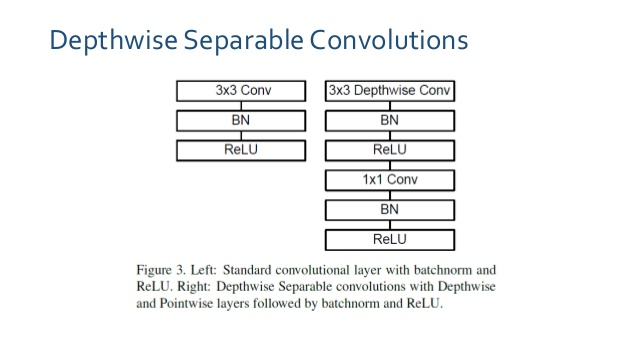 Depthwise Separable Convolutions
3x3 Conv
BN
ReLU
3x3 Depthwise Conv
BN
ReLU
1x1 Conv
BN
ReLU
Figure 3. Left: Standard convolutional layer with batchnorm and
ReLU. Right: Depthwise Separable convolutions with Depthwise
and Pointwise layers followed by batchnorm and ReLU.